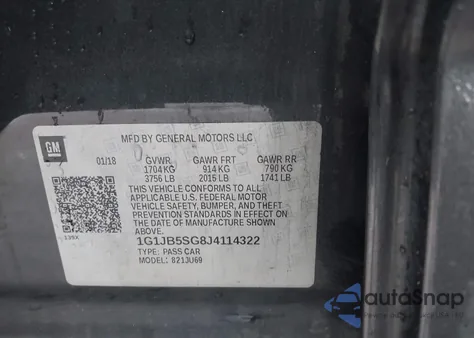 MFD BY GENERAL MOTORS LLC
GM
01/18 GVWR GAWR FRT GAWR RR
1704 KG 914 KG 790 KG
3756 LB 2015 LB 1741 LB
THIS VEHICLE CONFORMS TO ALL
APPLICABLE U.S. FEDERAL MOTOR
VEHICLE SAFETY, BUMPER, AND THEFT
PREVENTION STANDARDS IN EFFECT ON THE
DATE OF MANUFACTURE SHOWN
ABOVE.
1G1JB5SG8J4114322
TYPE: PASS CAR
MODEL: 821JU69
autoSnap